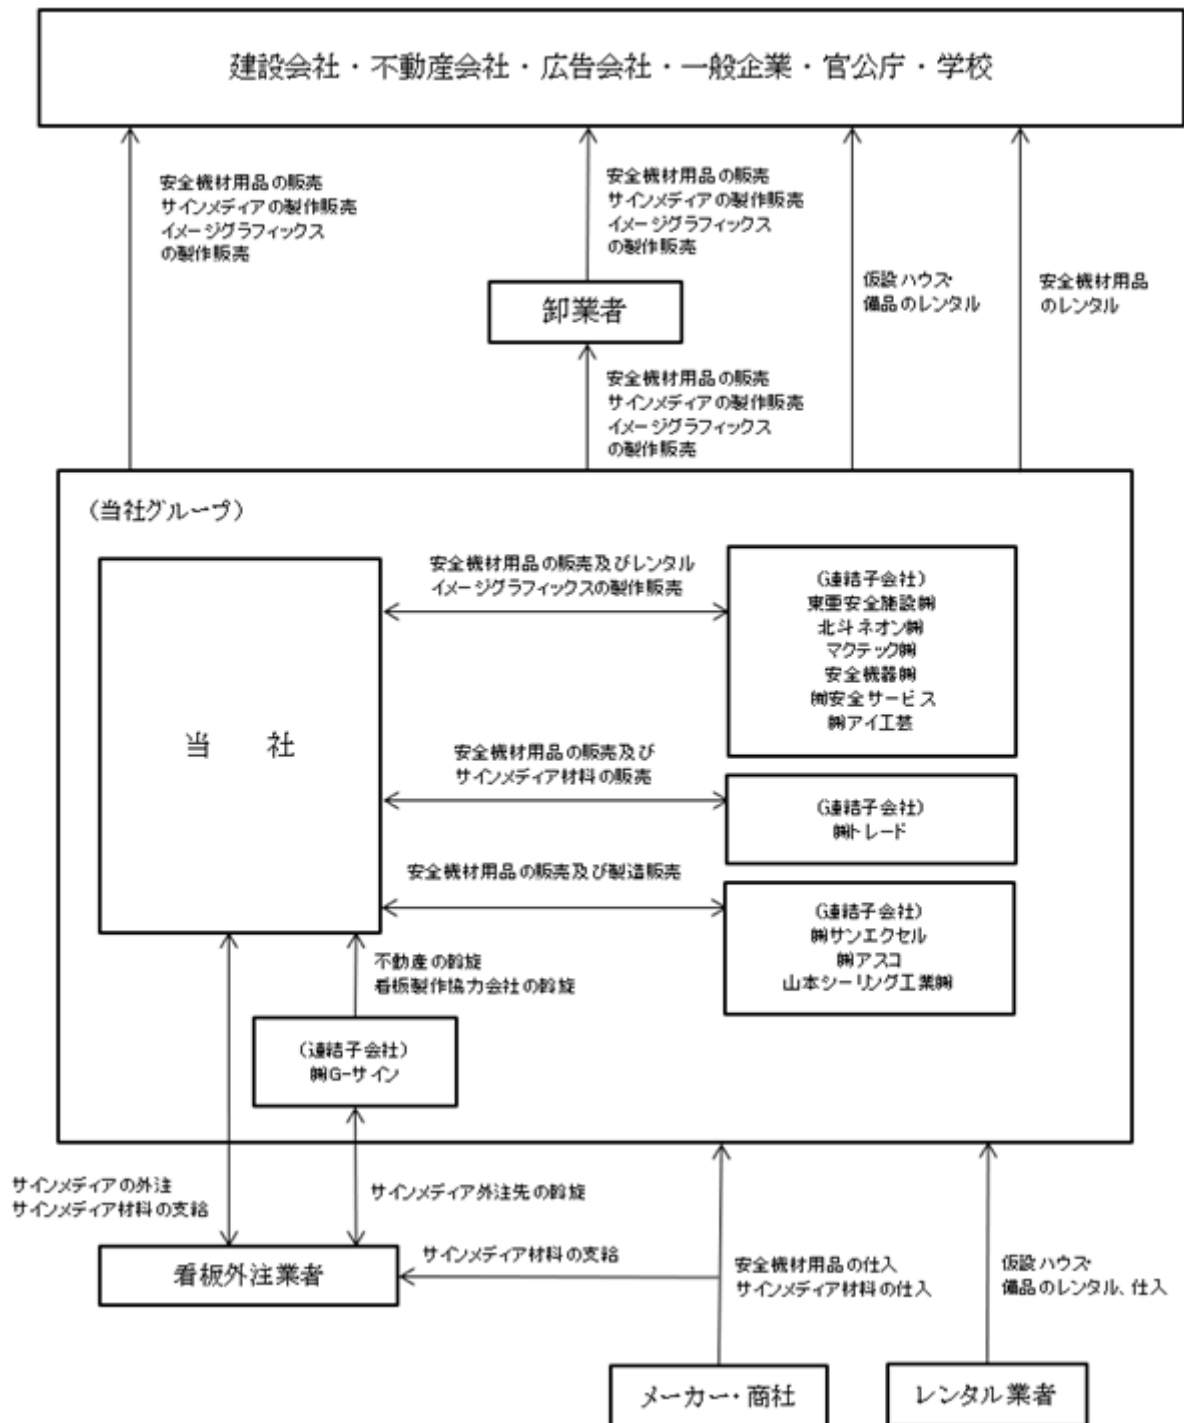 建設会社・不動産会社・広告会社・一般企業・官公庁・学校
安全機材用品の販売
サインメディアの製作販売
イメージグラフィックス
の製作販売
安全機材用品の販売
サインメディアの製作販売
イメージグラフィックス
の製作販売
仮設ハウス・
備品のレンタル
安全機材用品
のレンタル
卸業者
安全機材用品の販売
サインメディアの製作販売
イメージグラフィックス
の製作販売
（当社グループ）
当　社
安全機材用品の販売及びレンタル
イメージグラフィックスの製作販売
（連結子会社）
東亜安全施設㈱
北斗ネオン㈱
マクテック㈱
安全機器㈱
㈱安全サービス
㈱アイ工芸
安全機材用品の販売及び
サインメディア材料の販売
（連結子会社）
㈱トレード
安全機材用品の販売及び製造販売
（連結子会社）
㈱サンエクセル
㈱アスコ
山本シーリング工業㈱
不動産の斡旋
看板製作協力会社の斡旋
（連結子会社）
㈱G-サイン
サインメディアの外注
サインメディア材料の支給
サインメディア外注先の斡旋
看板外注業者
サインメディア材料の支給
安全機材用品の仕入
サインメディア材料の仕入
仮設ハウス・
備品のレンタル、仕入
メーカー・商社
レンタル業者